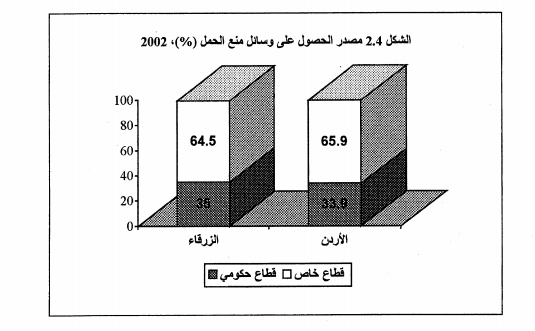 الشكل 2.4 مصدر الحصول على وسائل منع الحمل (%)، 2002
100
80
60
40
20
0
64.5
65.9
35
33.9
الزرقاء
الأردن
قطاع خاص
قطاع حكومي